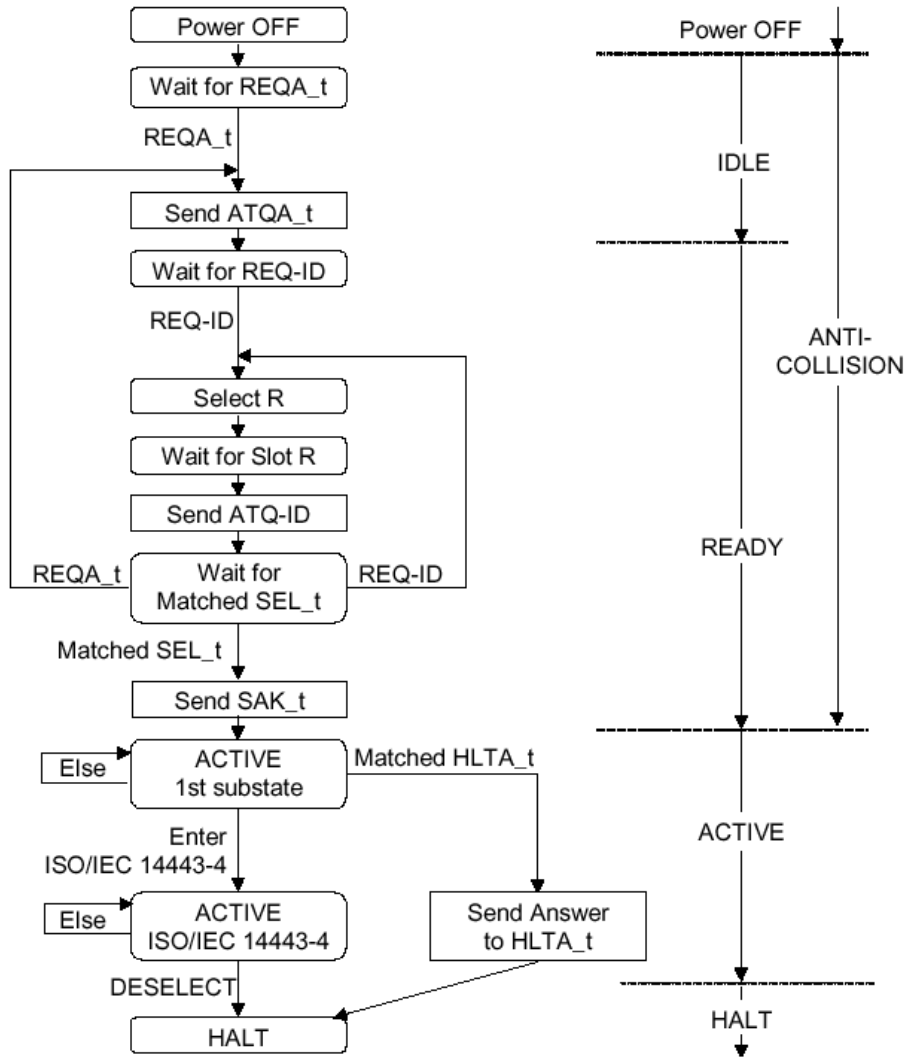 Power OFF
Wait for REQA_t
REQA_t
Send ATQA_t
Wait for REQ-ID
REQ-ID
Select R
Wait for Slot R
Send ATQ-ID
REQA_t
Wait for
Matched SEL_t
REQ-ID
Matched SEL_t
Send SAK_t
Else
ACTIVE
1st substate
Matched HLTA_t
Enter
ISO/IEC 14443-4
Else
ACTIVE
ISO/IEC 14443-4
Send Answer
to HLTA_t
DESELECT
HALT
Power OFF
IDLE
ANTI-
COLLISION
READY
ACTIVE
HALT